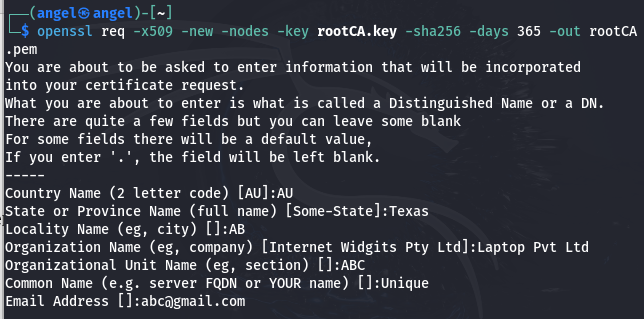 ┌──(angel㉿angel)-[~]
└─$ openssl req -x509 -new -nodes -key rootCA.key -sha256 -days 365 -out rootCA
.pem
You are about to be asked to enter information that will be incorporated
into your certificate request.
What you are about to enter is what is called a Distinguished Name or a DN.
There are quite a few fields but you can leave some blank
For some fields there will be a default value,
If you enter '.', the field will be left blank.
-----
Country Name (2 letter code) [AU]:AU
State or Province Name (full name) [Some-State]:Texas
Locality Name (eg, city) []:AB
Organization Name (eg, company) [Internet Widgits Pty Ltd]:Laptop Pvt Ltd
Organizational Unit Name (eg, section) []:ABC
Common Name (e.g. server FQDN or YOUR name) []:Unique
Email Address []:abc@gmail.com